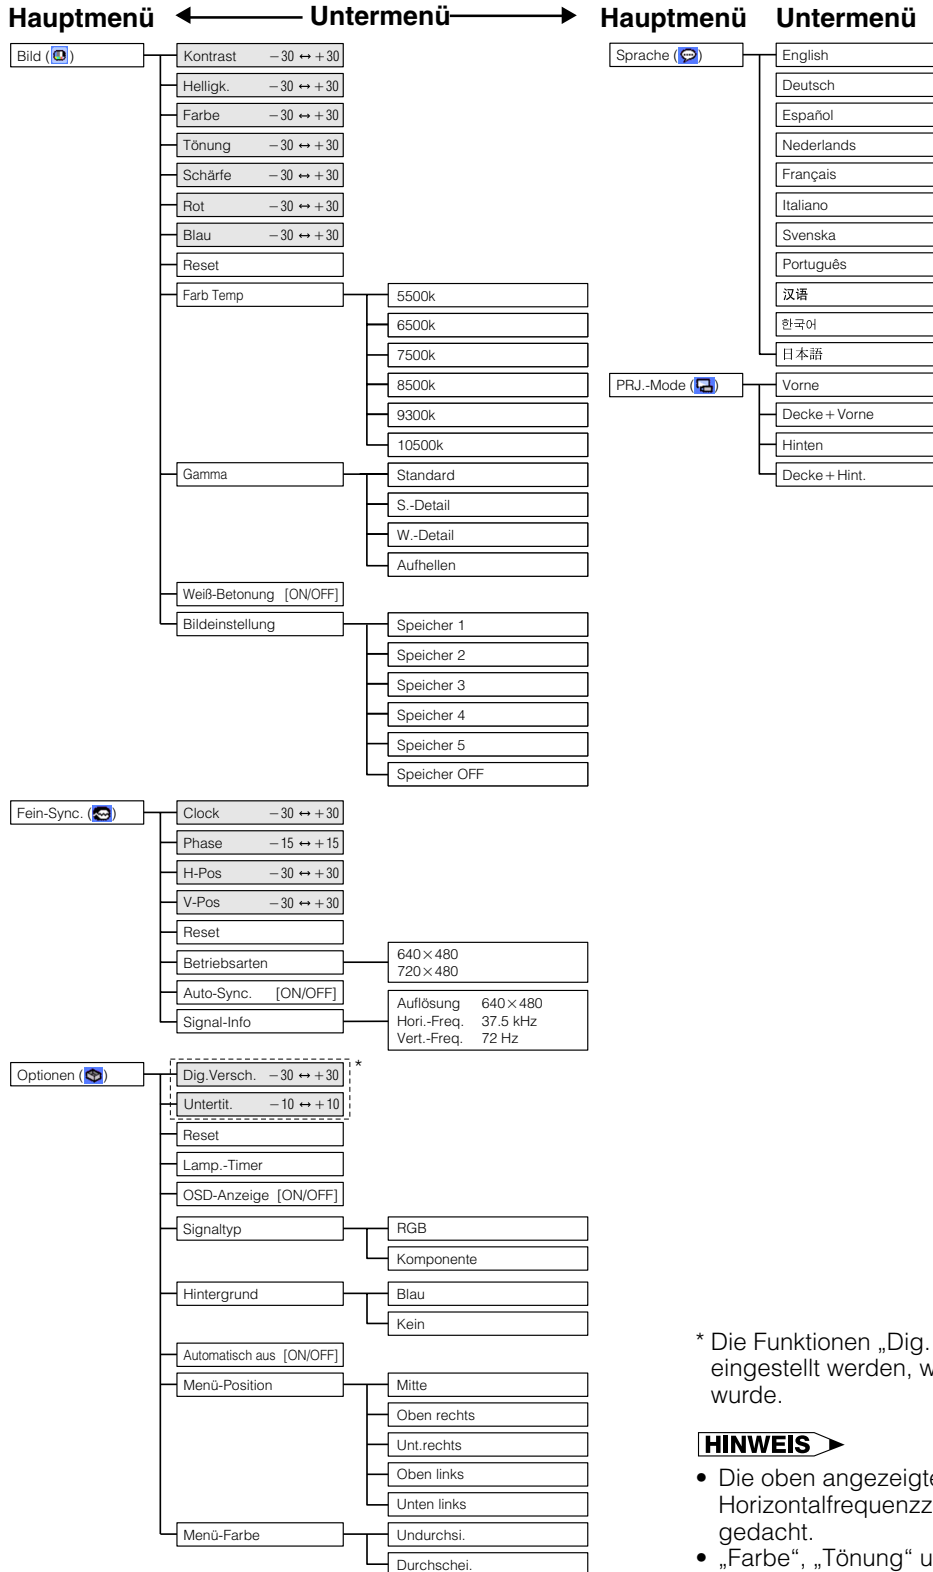 Hauptmenü Untermenü Hauptmenü Untermenü
Bild ( )
Kontrast −30 ↔ +30
Helligk. −30 ↔ +30
Farbe −30 ↔ +30
Tönung −30 ↔ +30
Schärfe −30 ↔ +30
Rot −30 ↔ +30
Blau −30 ↔ +30
Reset
Farb Temp
5500k
6500k
7500k
8500k
9300k
10500k
Gamma
Standard
S.-Detail
W.-Detail
Aufhellen
Weiß-Betonung [ON/OFF]
Bildeinstellung
Speicher 1
Speicher 2
Speicher 3
Speicher 4
Speicher 5
Speicher OFF
Fein-Sync. ( )
Clock −30 ↔ +30
Phase −15 ↔ +15
H-Pos −30 ↔ +30
V-Pos −30 ↔ +30
Reset
Betriebsarten
640×480
720×480
Auto-Sync. [ON/OFF]
Signal-Info
Auflösung 640×480
Hori.-Freq. 37.5 kHz
Vert.-Freq. 72 Hz
Optionen ( )
Dig.Versch. −30 ↔ +30 *
Untertit. −10 ↔ +10
Reset
Lamp.-Timer
OSD-Anzeige [ON/OFF]
Signaltyp
RGB
Komponente
Hintergrund
Blau
Kein
Automatisch aus [ON/OFF]
Menü-Position
Mitte
Oben rechts
Unt.rechts
Oben links
Unten links
Menü-Farbe
Undurchsi.
Durchschei.
Sprache ( )
English
Deutsch
Español
Nederlands
Français
Italiano
Svenska
Português
汉语
한국어
日本語
PRJ.-Mode ( )
Vorne
Decke+Vorne
Hinten
Decke+Hint.
* Die Funktionen „Dig.
eingestellt werden, w
wurde.
HINWEIS
• Die oben angezeigte
Horizontalfrequenzz
gedacht.
• „Farbe“, „Tönung“ u